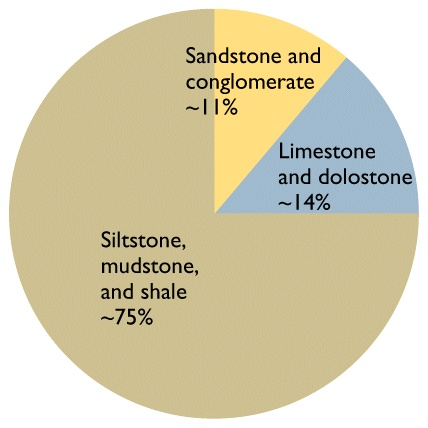 Sandstone and
conglomerate
~11%
Limestone
and dolostone
~14%
Siltstone,
mudstone,
and shale
~75%